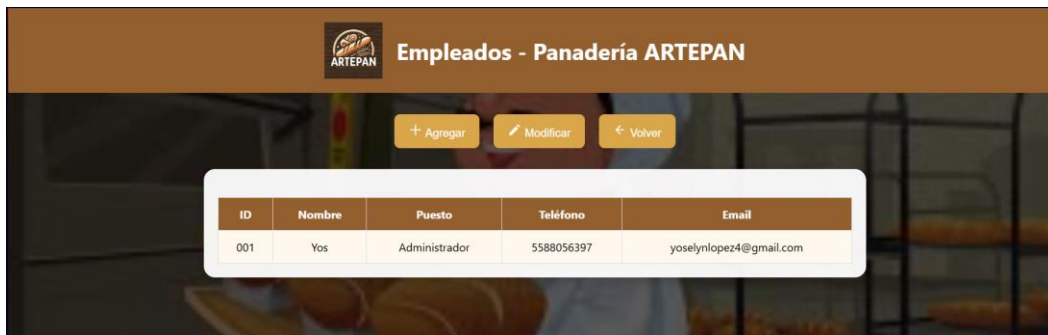 ARTEPAN
Empleados - Panadería ARTEPAN
+ Agregar
Modificar
← Volver
ID Nombre Puesto Teléfono Email
001 Yos Administrador 5588056397 yoselynlopez4@gmail.com